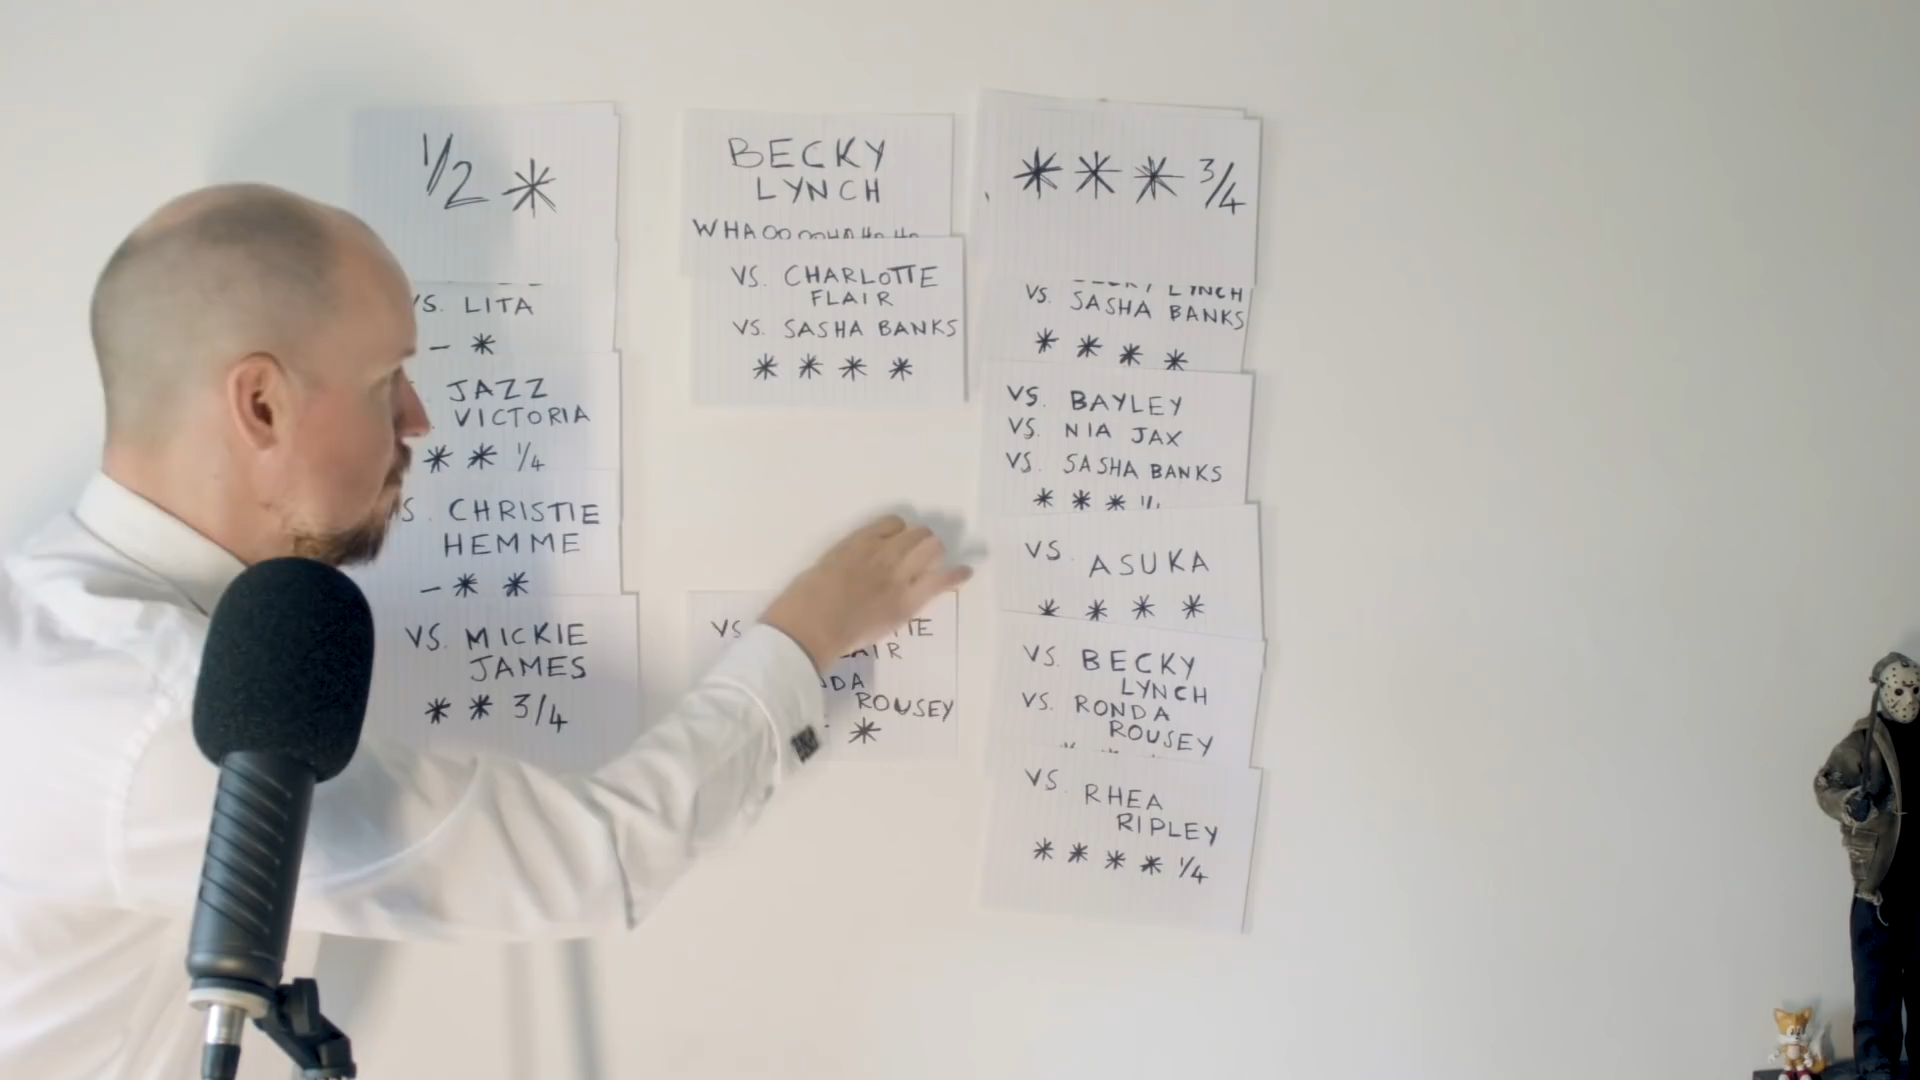 1/2 *
VS. LITA
- *
JAZZ
VICTORIA
* * 1/4
CHRISTIE
HEMME
- * *
VS. MICKIE
JAMES
* * 3/4
BECKY
LYNCH
VS. CHARLOTTE
FLAIR
VS. SASHA BANKS
* * * *
VS
ROUSEY
*
* * * 3/4
LYNCH
VS. SASHA BANKS
* * * *
VS. BAYLEY
VS. NIA JAX
VS. SASHA BANKS
* * *
VS. ASUKA
* * * *
VS. BECKY
LYNCH
VS. RONDA
ROUSEY
VS. RHEA
RIPLEY
* * * * 1/4